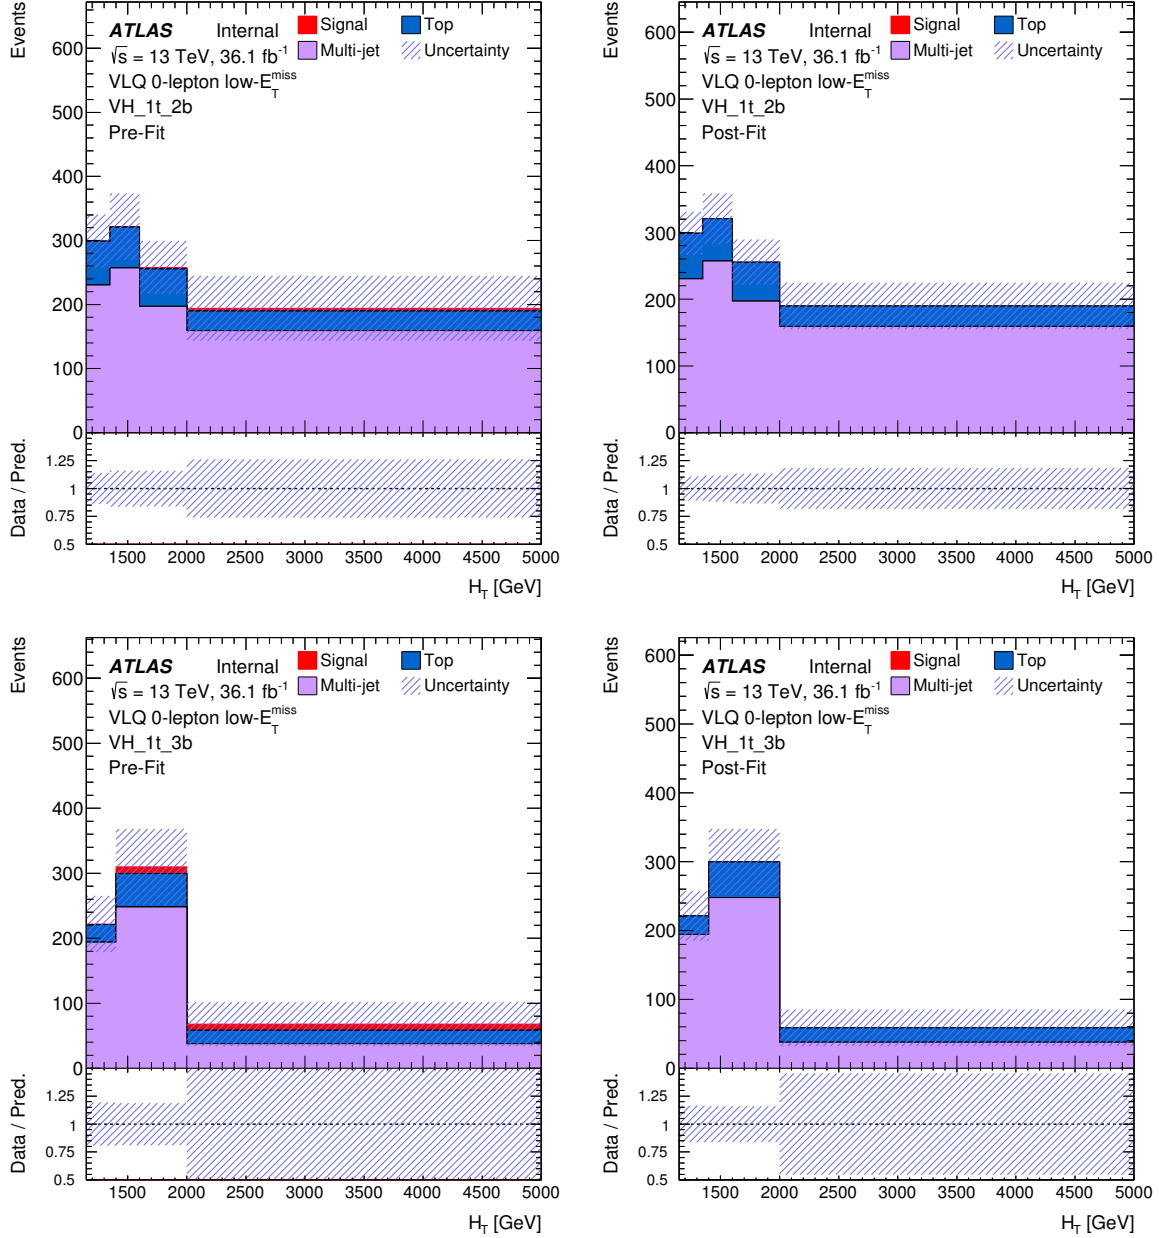 Events
ATLAS Internal
√s = 13 TeV, 36.1 fb⁻¹
VLQ 0-lepton low-E_T^miss
VH_1t_2b
Pre-Fit
Signal Top
Multi-jet Uncertainty
600
500
400
300
200
100
0
Data / Pred.
1.25
1
0.75
0.5
1500 2000 2500 3000 3500 4000 4500 5000
H_T [GeV]
Events
ATLAS Internal
√s = 13 TeV, 36.1 fb⁻¹
VLQ 0-lepton low-E_T^miss
VH_1t_2b
Post-Fit
Signal Top
Multi-jet Uncertainty
600
500
400
300
200
100
0
Data / Pred.
1.25
1
0.75
0.5
1500 2000 2500 3000 3500 4000 4500 5000
H_T [GeV]
Events
ATLAS Internal
√s = 13 TeV, 36.1 fb⁻¹
VLQ 0-lepton low-E_T^miss
VH_1t_3b
Pre-Fit
Signal Top
Multi-jet Uncertainty
600
500
400
300
200
100
0
Data / Pred.
1.25
1
0.75
0.5
1500 2000 2500 3000 3500 4000 4500 5000
H_T [GeV]
Events
ATLAS Internal
√s = 13 TeV, 36.1 fb⁻¹
VLQ 0-lepton low-E_T^miss
VH_1t_3b
Post-Fit
Signal Top
Multi-jet Uncertainty
600
500
400
300
200
100
0
Data / Pred.
1.25
1
0.75
0.5
1500 2000 2500 3000 3500 4000 4500 5000
H_T [GeV]